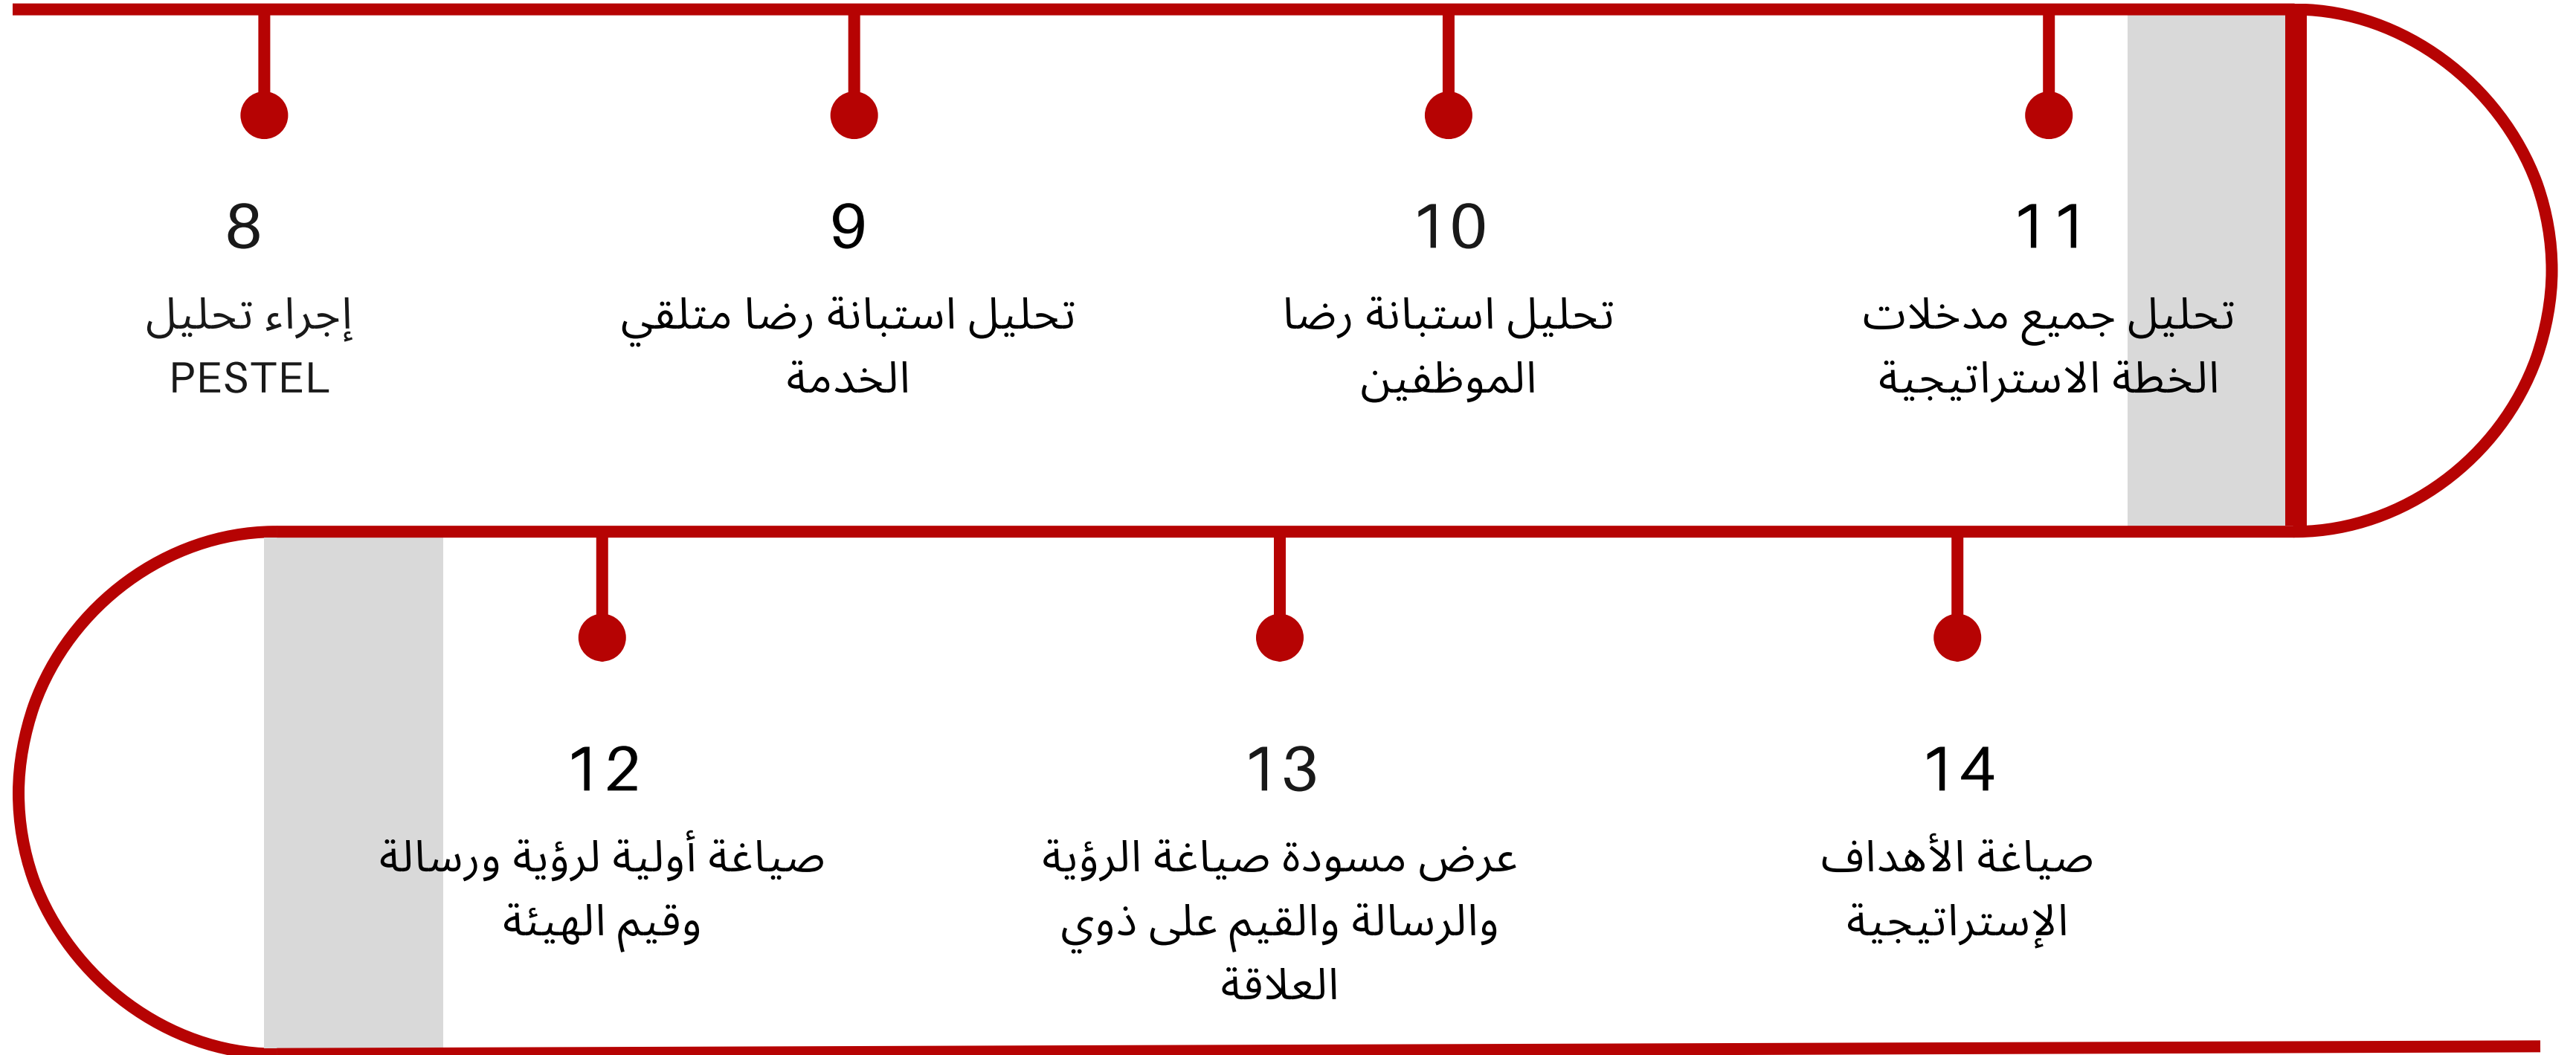 8
إجراء تحليل
PESTEL
9
تحليل استبانة رضا متلقي
الخدمة
10
تحليل استبانة رضا
الموظفين
11
تحليل جميع مدخلات
الخطة الاستراتيجية
12
صياغة أولية لرؤية ورسالة
وقيم الهيئة
13
عرض مسودة صياغة الرؤية
والرسالة والقيم على ذوي
العلاقة
14
صياغة الأهداف
الإستراتيجية